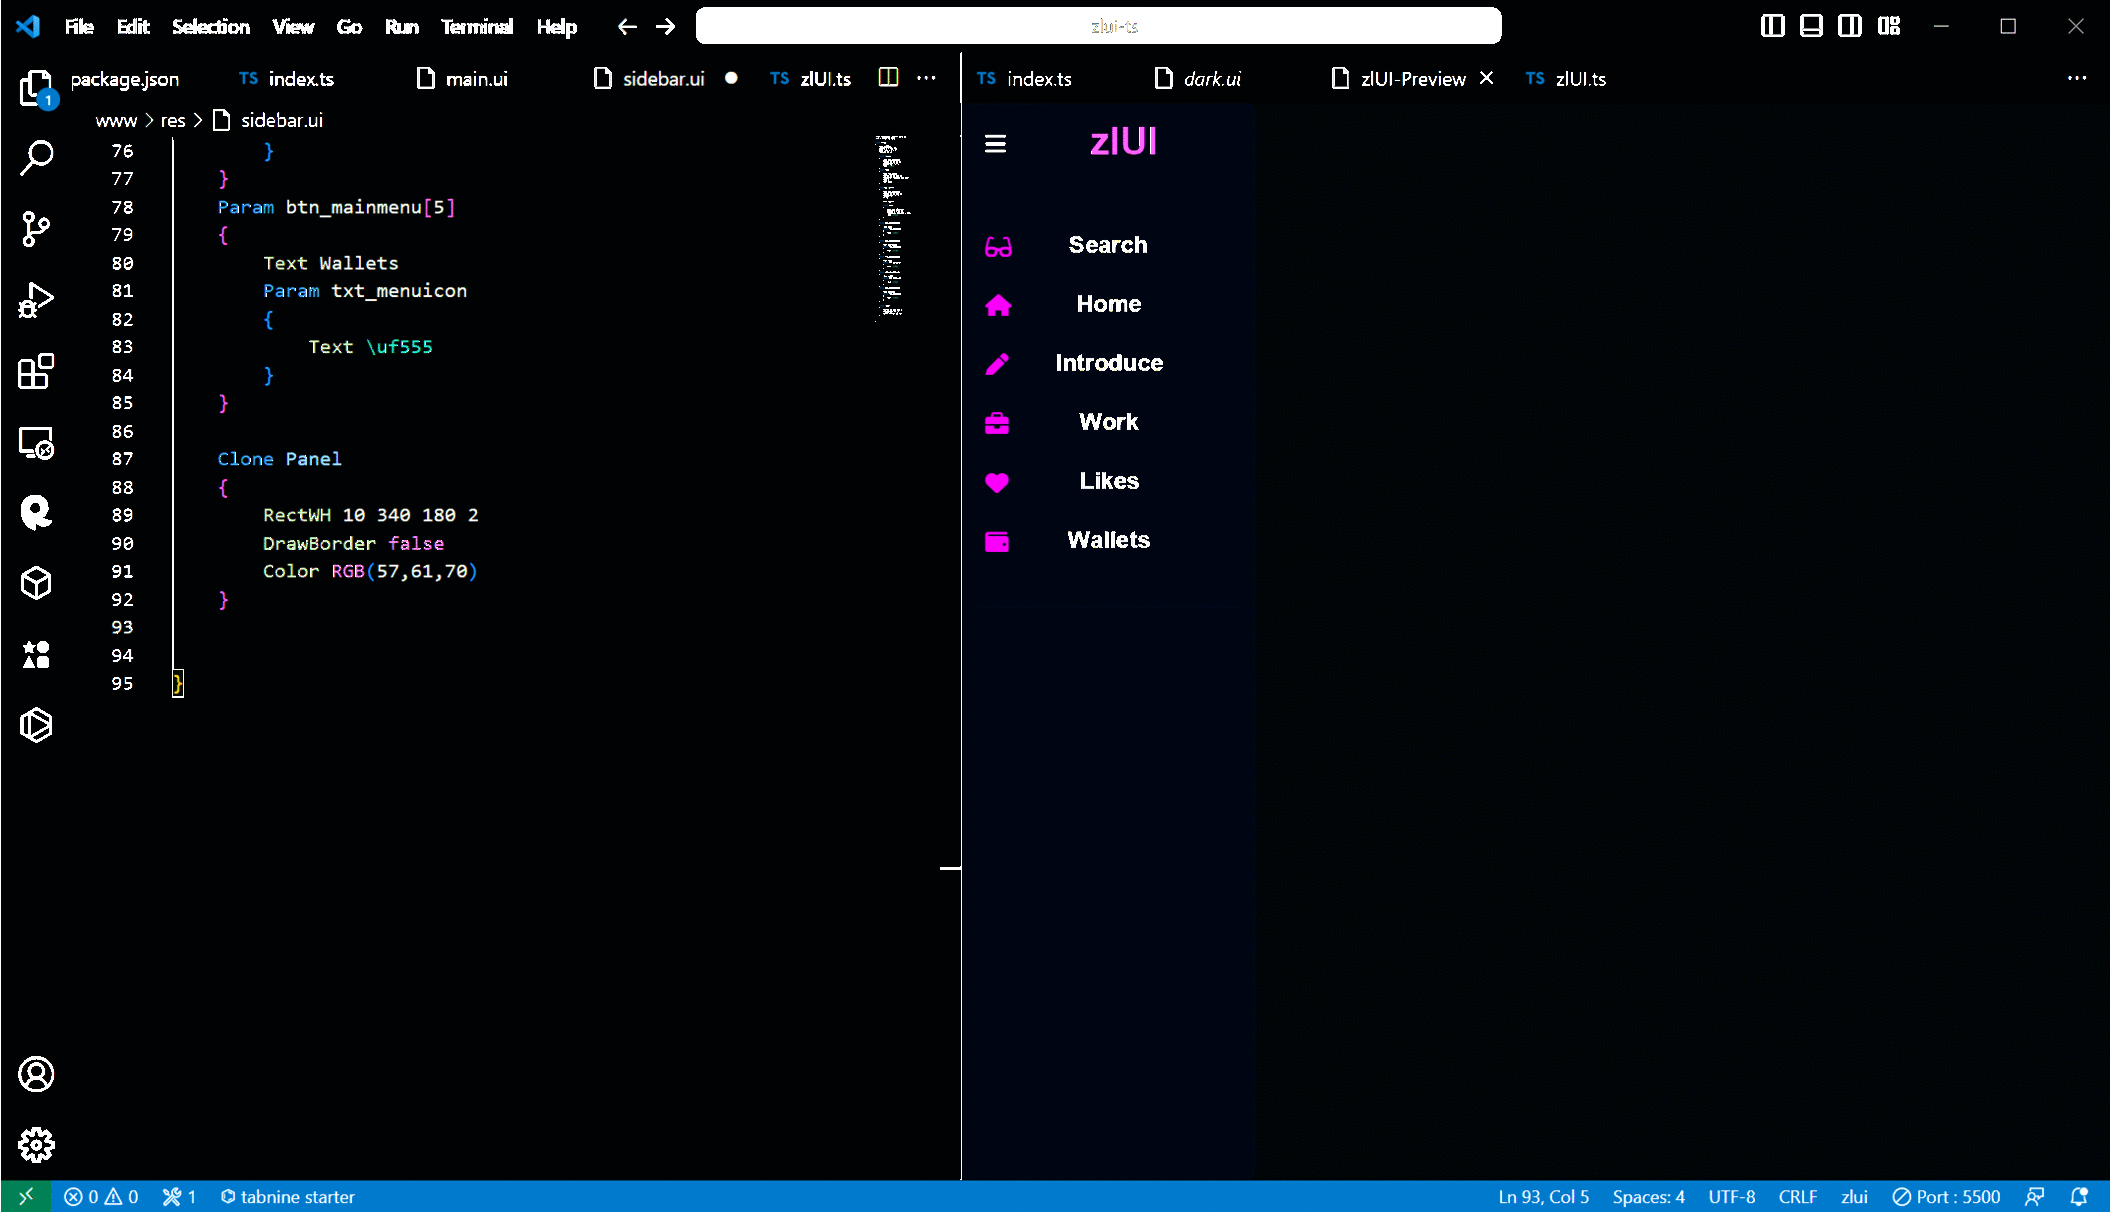 File Edit Selection View Go Run Terminal Help
zlui-ts
package.json
TS index.ts
main.ui
sidebar.ui
TS zlUI.ts
TS index.ts
dark.ui
zlUI-Preview
TS zlUI.ts
1
www > res > sidebar.ui
76 }
77 }
78 Param btn_mainmenu[5]
79 {
80 Text Wallets
81 Param txt_menuicon
82 {
83 Text \uf555
84 }
85 }
86
87 Clone Panel
88 {
89 RectWH 10 340 180 2
90 DrawBorder false
91 Color RGB(57,61,70)
92 }
93
94
95 }
zlUI
Search
Home
Introduce
Work
Likes
Wallets
0 0 1 tabnine starter
Ln 93, Col 5 Spaces: 4 UTF-8 CRLF zlui Port : 5500